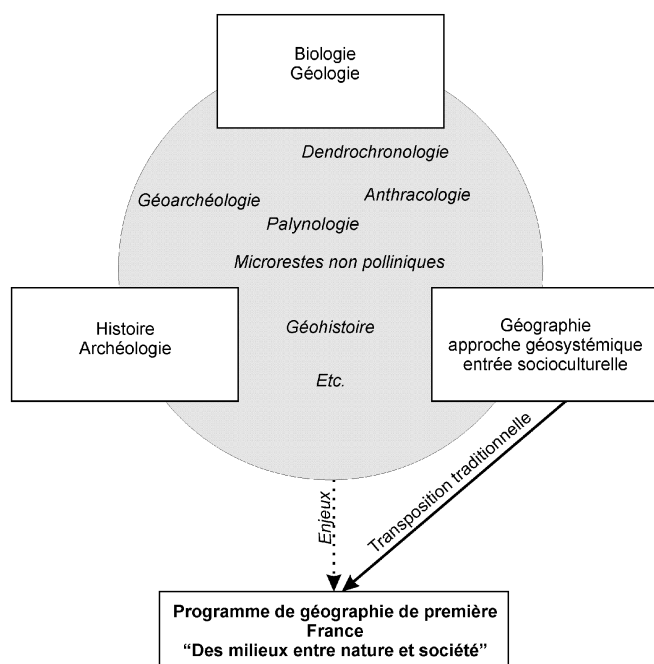 Biologie
Géologie
Dendrochronologie
Géoarchéologie
Anthracologie
Palynologie
Microrestes non polliniques
Histoire
Archéologie
Géohistoire
Géographie
approche géosystémique
entrée socioculturelle
Etc.
Enjeux
Transposition traditionnelle
Programme de géographie de première
France
“Des milieux entre nature et société”